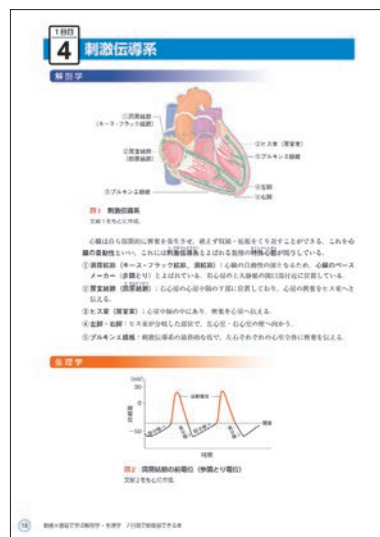 1日目
4
刺激伝導系
解剖学
①洞房結節
(キース・フラック結節)
②房室結節
(田原結節)
③ヒス束(房室束)
⑤プルキンエ線維
⑤プルキンエ線維
④左脚
④右脚
図1 刺激伝導系
文献1をもとに作成.
心臓は自ら周期的に興奮を発生させ、絶えず収縮・拡張をくり返すことができる。これを心
臓の自動性といい、これには刺激伝導系とよばれる数種の特殊心筋が関与している。
①洞房結節(キース・フラック結節、洞結節):心臓の自動性の源となるため、心臓のペース
メーカー(歩調とり)とよばれている。右心房の上大静脈の開口部付近に位置している。
②房室結節(田原結節):右心房の心房中隔の下部に位置しており、心房の興奮をヒス束へと
伝える。
③ヒス束(房室束):心室中隔の中にあり、興奮を心室へ伝える。
④左脚・右脚:ヒス束が分岐した部位で、左心室・右心室の壁へ向かう。
⑤プルキンエ線維:刺激伝導系の最終的な枝で、左右それぞれの心室全体に興奮を伝える。
生理学
(mV)
20
0
-50
活動電位
閾値
時間
図2 洞房結節の前電位(歩調とり電位)
文献2をもとに作成.